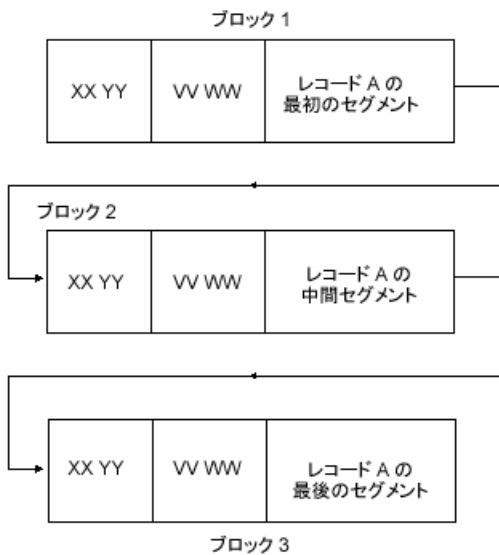 ブロック 1
XX YY
VV WW
レコード A の
最初のセグメント
ブロック 2
XX YY
VV WW
レコード A の
中間セグメント
XX YY
VV WW
レコード A の
最後のセグメント
ブロック 3